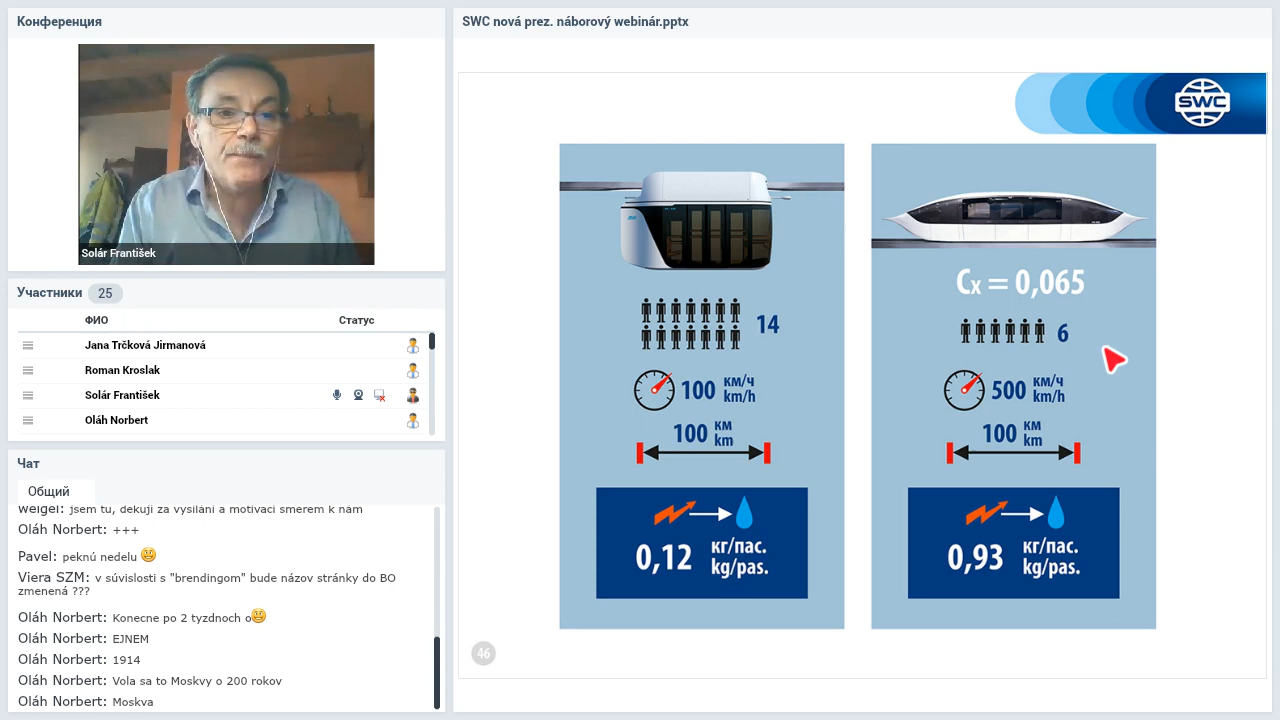 Конференция
Solár František
Участники 25
ФИО Статус
Jana Trčková Jirmanová
Roman Kroslak
Solár František
Oláh Norbert
Чат
Общий
weigel: jsem tu, dekuji za vysilani a motivaci smerem k nam
Oláh Norbert: +++
Pavel: peknú nedelu
Viera SZM: v súvislosti s "brendingom" bude názov stránky do BO
zmenená ???
Oláh Norbert: Konecne po 2 tyzdnoch o
Oláh Norbert: EJNEM
Oláh Norbert: 1914
Oláh Norbert: Vola sa to Moskvy o 200 rokov
Oláh Norbert: Moskva
SWC nová prez. náborový webinár.pptx
SWC
14
100 км/ч
km/h
100 км
km
0,12 кг/пас.
kg/pas.
Cx = 0,065
6
500 км/ч
km/h
100 км
km
0,93 кг/пас.
kg/pas.
46